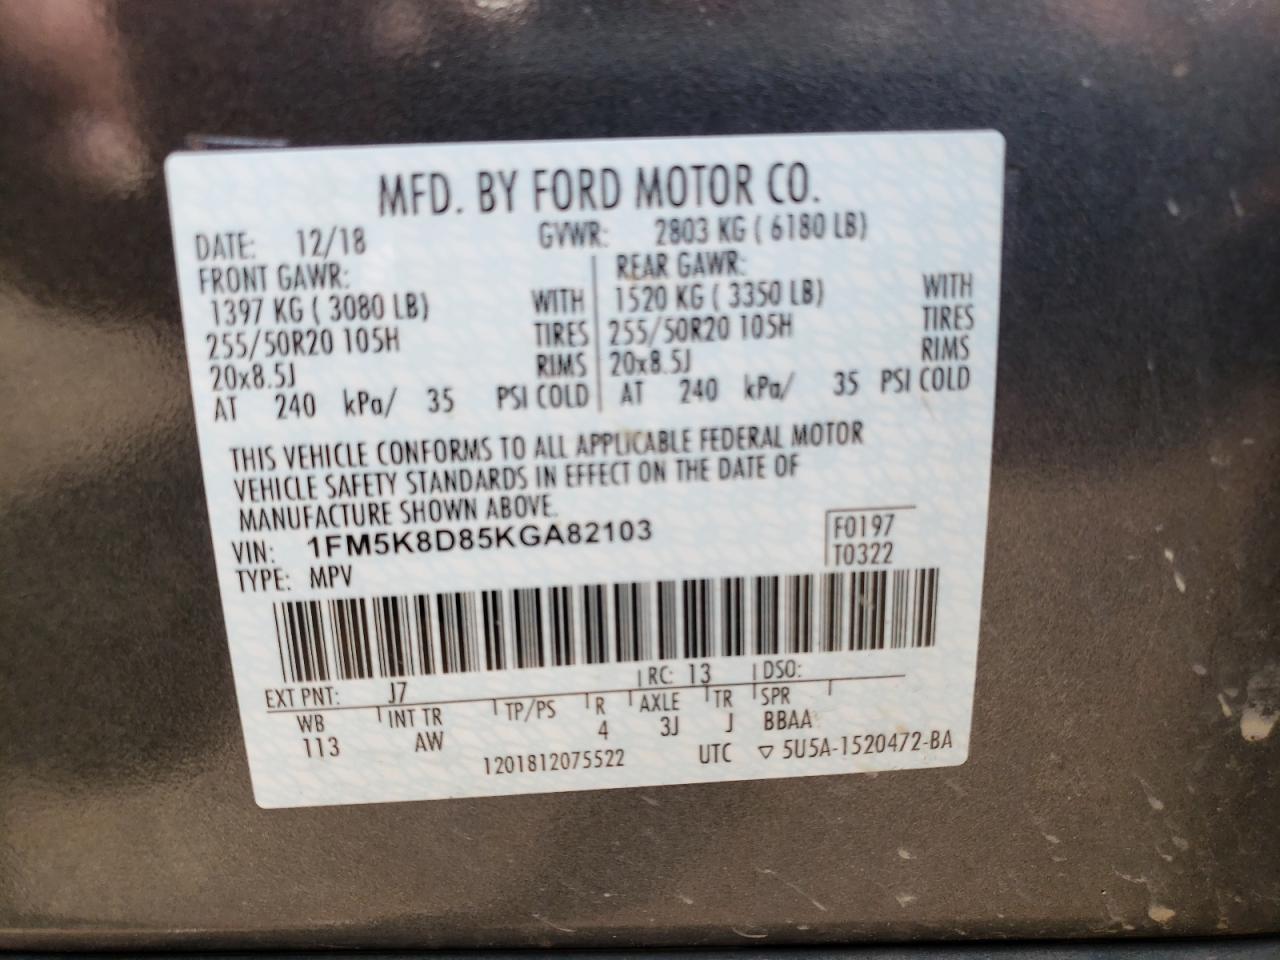 MFD. BY FORD MOTOR CO.
DATE: 12/18 GVWR: 2803 KG ( 6180 LB)
FRONT GAWR: REAR GAWR:
1397 KG ( 3080 LB) WITH 1520 KG ( 3350 LB) WITH
255/50R20 105H TIRES 255/50R20 105H TIRES
20x8.5J RIMS 20x8.5J RIMS
AT 240 kPa/ 35 PSI COLD AT 240 kPa/ 35 PSI COLD
THIS VEHICLE CONFORMS TO ALL APPLICABLE FEDERAL MOTOR
VEHICLE SAFETY STANDARDS IN EFFECT ON THE DATE OF
MANUFACTURE SHOWN ABOVE.
VIN: 1FM5K8D85KGA82103 F0197
TYPE: MPV T0322
EXT PNT: J7 RC: 13 DSO:
WB INT TR TP/PS R AXLE TR SPR
113 AW 4 3J J BBAA
1201812075522 UTC ▽ 5U5A-1520472-BA